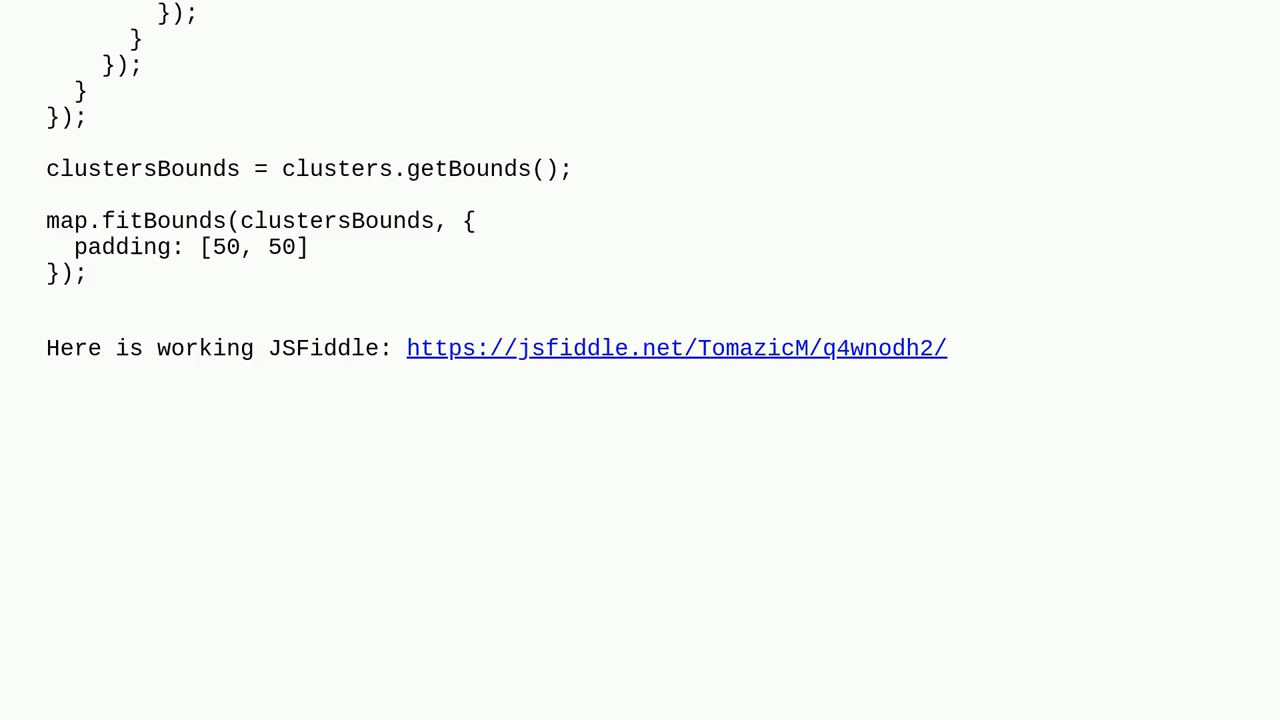 });
      }
    });
  }
});

clustersBounds = clusters.getBounds();

map.fitBounds(clustersBounds, {
  padding: [50, 50]
});

Here is working JSFiddle: https://jsfiddle.net/TomazicM/q4wnodh2/